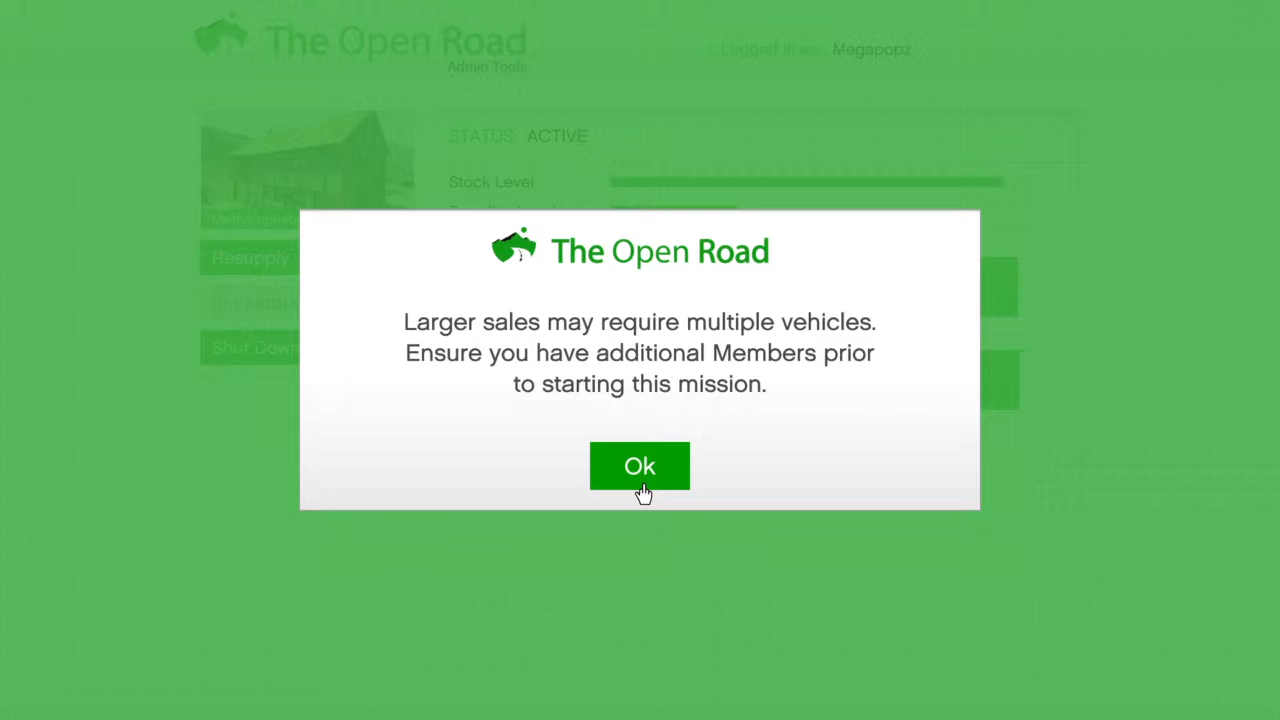 The Open Road
Admin Tools
Logged in as: Megapopz
STATUS: ACTIVE
Stock Level
Resupply
Shut Down
The Open Road
Larger sales may require multiple vehicles.
Ensure you have additional Members prior
to starting this mission.
Ok